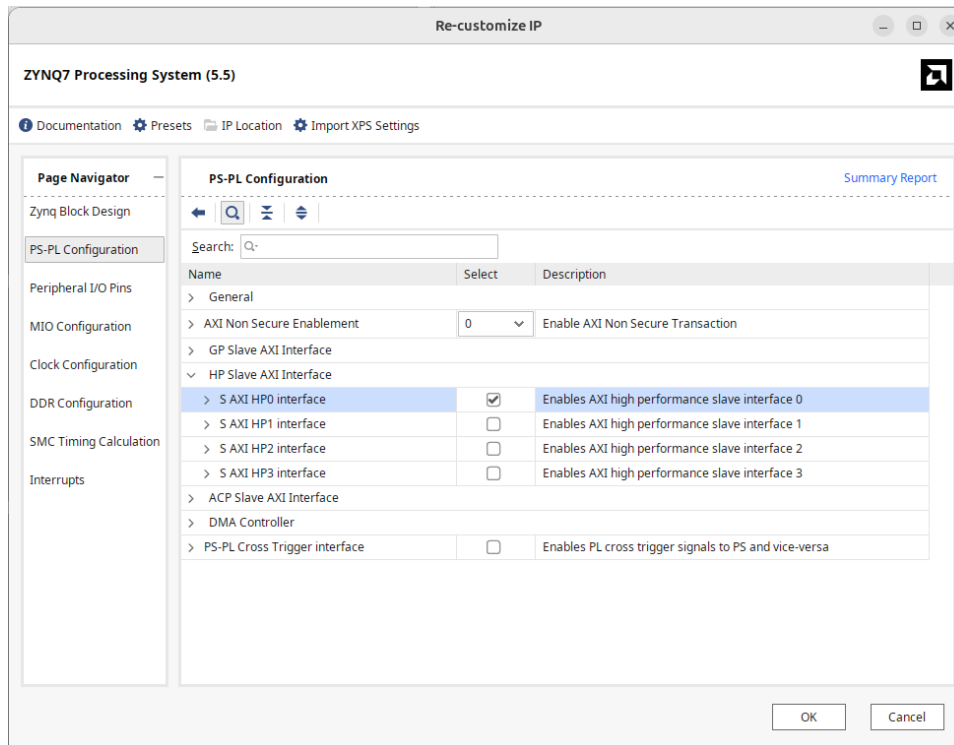 Re-customize IP
ZYNQ7 Processing System (5.5)
Documentation Presets IP Location Import XPS Settings
Page Navigator
Zynq Block Design
PS-PL Configuration
Peripheral I/O Pins
MIO Configuration
Clock Configuration
DDR Configuration
SMC Timing Calculation
Interrupts
PS-PL Configuration Summary Report
Search:
Name Select Description
General
AXI Non Secure Enablement 0 Enable AXI Non Secure Transaction
GP Slave AXI Interface
HP Slave AXI Interface
S AXI HP0 interface Enables AXI high performance slave interface 0
S AXI HP1 interface Enables AXI high performance slave interface 1
S AXI HP2 interface Enables AXI high performance slave interface 2
S AXI HP3 interface Enables AXI high performance slave interface 3
ACP Slave AXI Interface
DMA Controller
PS-PL Cross Trigger interface Enables PL cross trigger signals to PS and vice-versa
OK Cancel